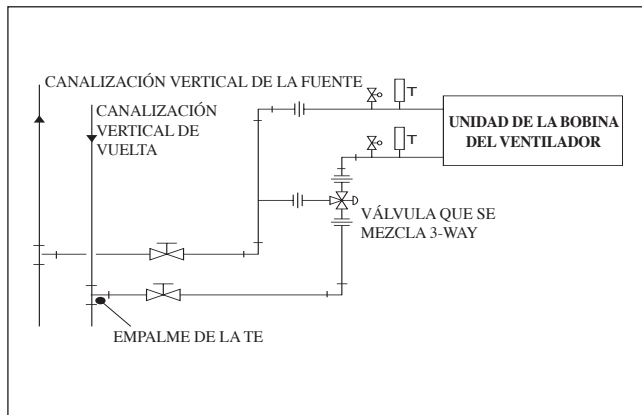 CANALIZACIÓN VERTICAL DE LA FUENTE
CANALIZACIÓN
VERTICAL DE
VUELTA
T
T
UNIDAD DE LA BOBINA
DEL VENTILADOR
VÁLVULA QUE SE
MEZCLA 3-WAY
EMPALME DE LA TE